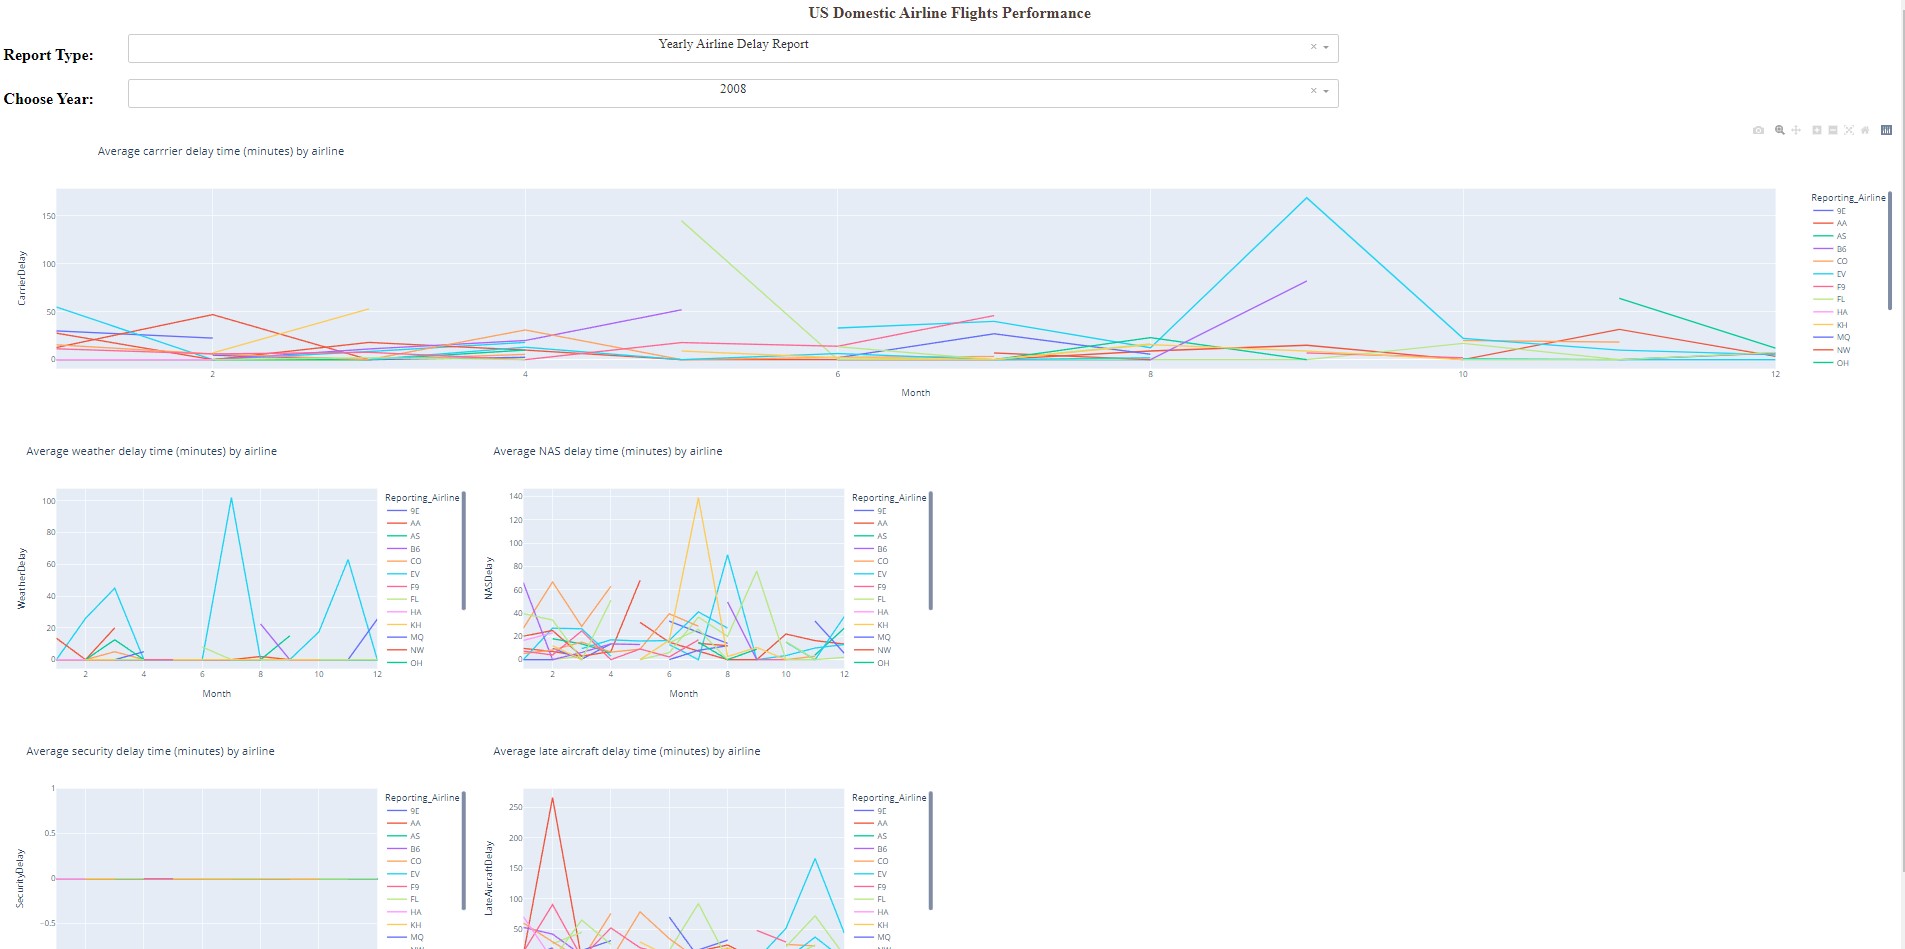 US Domestic Airline Flights Performance
Report Type:
Yearly Airline Delay Report
×
Choose Year:
2008
×
Average carrrier delay time (minutes) by airline
CarrierDelay
150
100
50
0
2 4 6 8 10 12
Month
Reporting_Airline
9E
AA
AS
B6
CO
EV
F9
FL
HA
KH
MQ
NW
OH
Average weather delay time (minutes) by airline
WeatherDelay
100
80
60
40
20
0
2 4 6 8 10 12
Month
Reporting_Airline
9E
AA
AS
B6
CO
EV
F9
FL
HA
KH
MQ
NW
OH
Average NAS delay time (minutes) by airline
NASDelay
140
120
100
80
60
40
20
0
2 4 6 8 10 12
Month
Reporting_Airline
9E
AA
AS
B6
CO
EV
F9
FL
HA
KH
MQ
NW
OH
Average security delay time (minutes) by airline
SecurityDelay
1
0.5
0
−0.5
Reporting_Airline
9E
AA
AS
B6
CO
EV
F9
FL
HA
KH
MQ
Average late aircraft delay time (minutes) by airline
LateAircraftDelay
250
200
150
100
50
Reporting_Airline
9E
AA
AS
B6
CO
EV
F9
FL
HA
KH
MQ